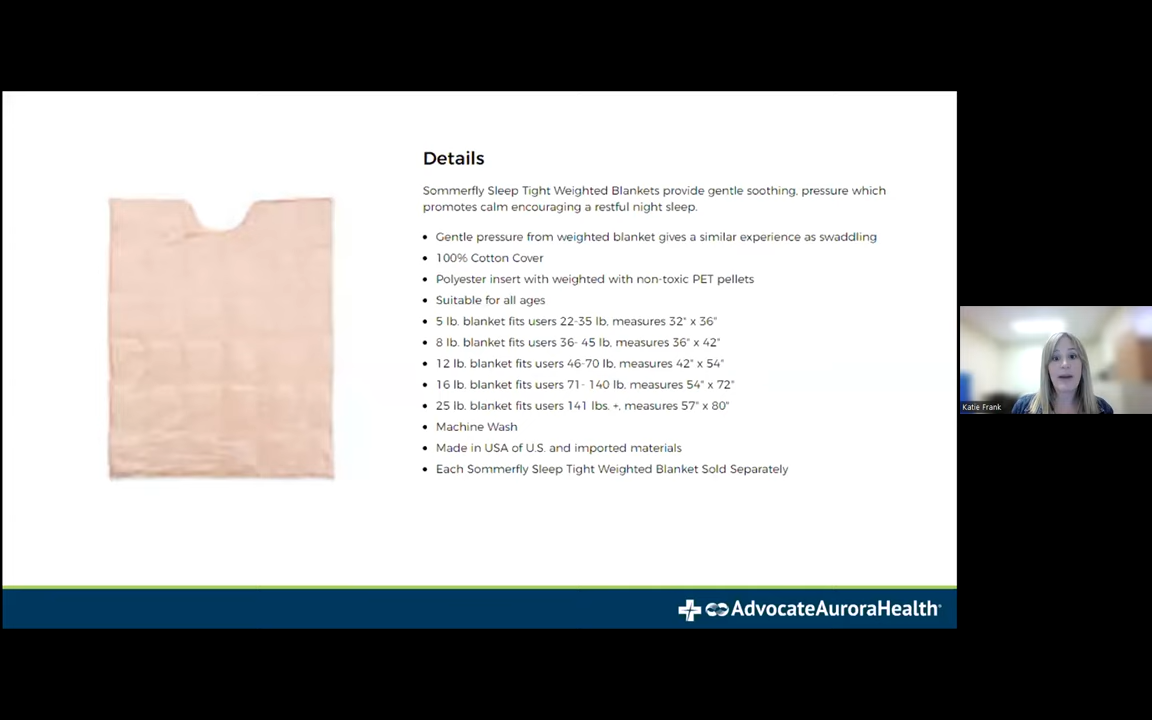 Details
Sommerfly Sleep Tight Weighted Blankets provide gentle soothing, pressure which
promotes calm encouraging a restful night sleep.
• Gentle pressure from weighted blanket gives a similar experience as swaddling
• 100% Cotton Cover
• Polyester insert with weighted with non-toxic PET pellets
• Suitable for all ages
• 5 lb. blanket fits users 22-35 lb, measures 32" x 36"
• 8 lb. blanket fits users 36- 45 lb, measures 36" x 42"
• 12 lb. blanket fits users 46-70 lb, measures 42" x 54"
• 16 lb. blanket fits users 71- 140 lb, measures 54" x 72"
• 25 lb. blanket fits users 141 lbs. +, measures 57" x 80"
• Machine Wash
• Made in USA of U.S. and imported materials
• Each Sommerfly Sleep Tight Weighted Blanket Sold Separately
AdvocateAuroraHealth®
Katie Frank